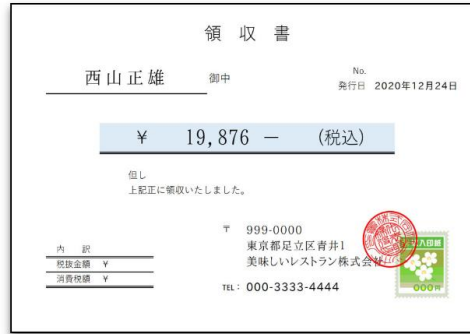 領 収 書
西山正雄 御中
No.
発行日 2020年12月24日
¥ 19,876 ― (税込)
但し
上記正に領収いたしました。
〒 999-0000
東京都足立区青井1
美味しいレストラン株式会
TEL: 000-3333-4444
内 訳
税抜金額 ¥
消費税額 ¥
000円